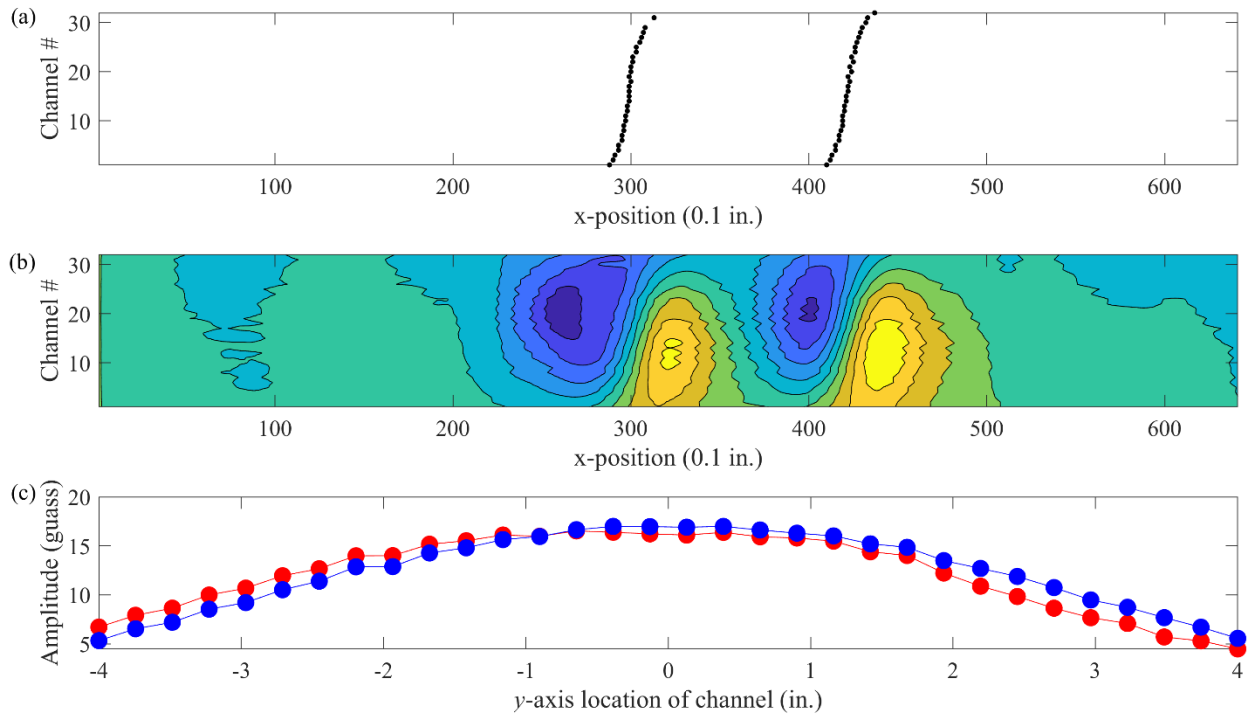 (a)
30
20
10
Channel #
100 200 300 400 500 600
x-position (0.1 in.)
(b)
30
20
10
Channel #
100 200 300 400 500 600
x-position (0.1 in.)
(c)
20
15
10
5
Amplitude (guass)
-4 -3 -2 -1 0 1 2 3 4
y-axis location of channel (in.)